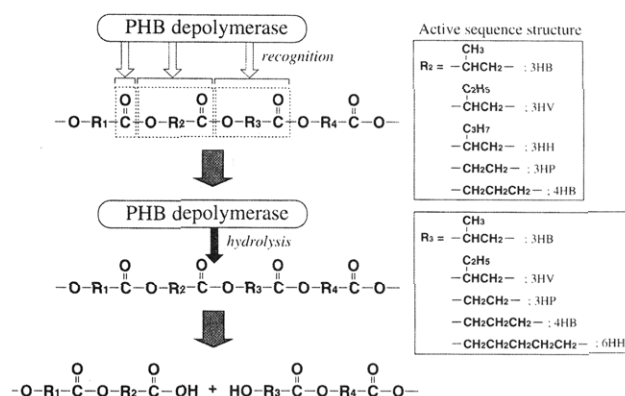 PHB depolymerase
recognition
O O O O
–O–R1–C–O–R2–C–O–R3–C–O–R4–C–O–
PHB depolymerase
hydrolysis
O O O O
–O–R1–C–O–R2–C–O–R3–C–O–R4–C–O–
O O O O
–O–R1–C–O–R2–C–OH + HO–R3–C–O–R4–C–O–
Active sequence structure
CH3
R2 = –CHCH2– : 3HB
C2H5
–CHCH2– : 3HV
C3H7
–CHCH2– : 3HH
–CH2CH2– : 3HP
–CH2CH2CH2– : 4HB
CH3
R3 = –CHCH2– : 3HB
C2H5
–CHCH2– : 3HV
–CH2CH2– : 3HP
–CH2CH2CH2– : 4HB
–CH2CH2CH2CH2CH2– : 6HH